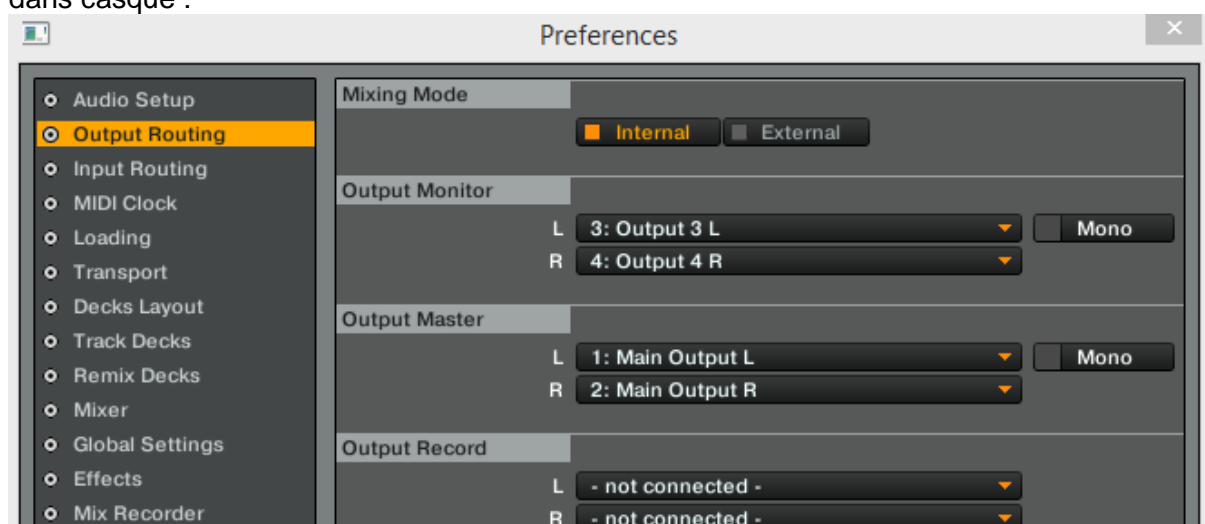 dans casque :
Preferences
Audio Setup
Output Routing
Input Routing
MIDI Clock
Loading
Transport
Decks Layout
Track Decks
Remix Decks
Mixer
Global Settings
Effects
Mix Recorder
Mixing Mode
Internal External
Output Monitor
L 3: Output 3 L Mono
R 4: Output 4 R
Output Master
L 1: Main Output L Mono
R 2: Main Output R
Output Record
L - not connected -
R - not connected -